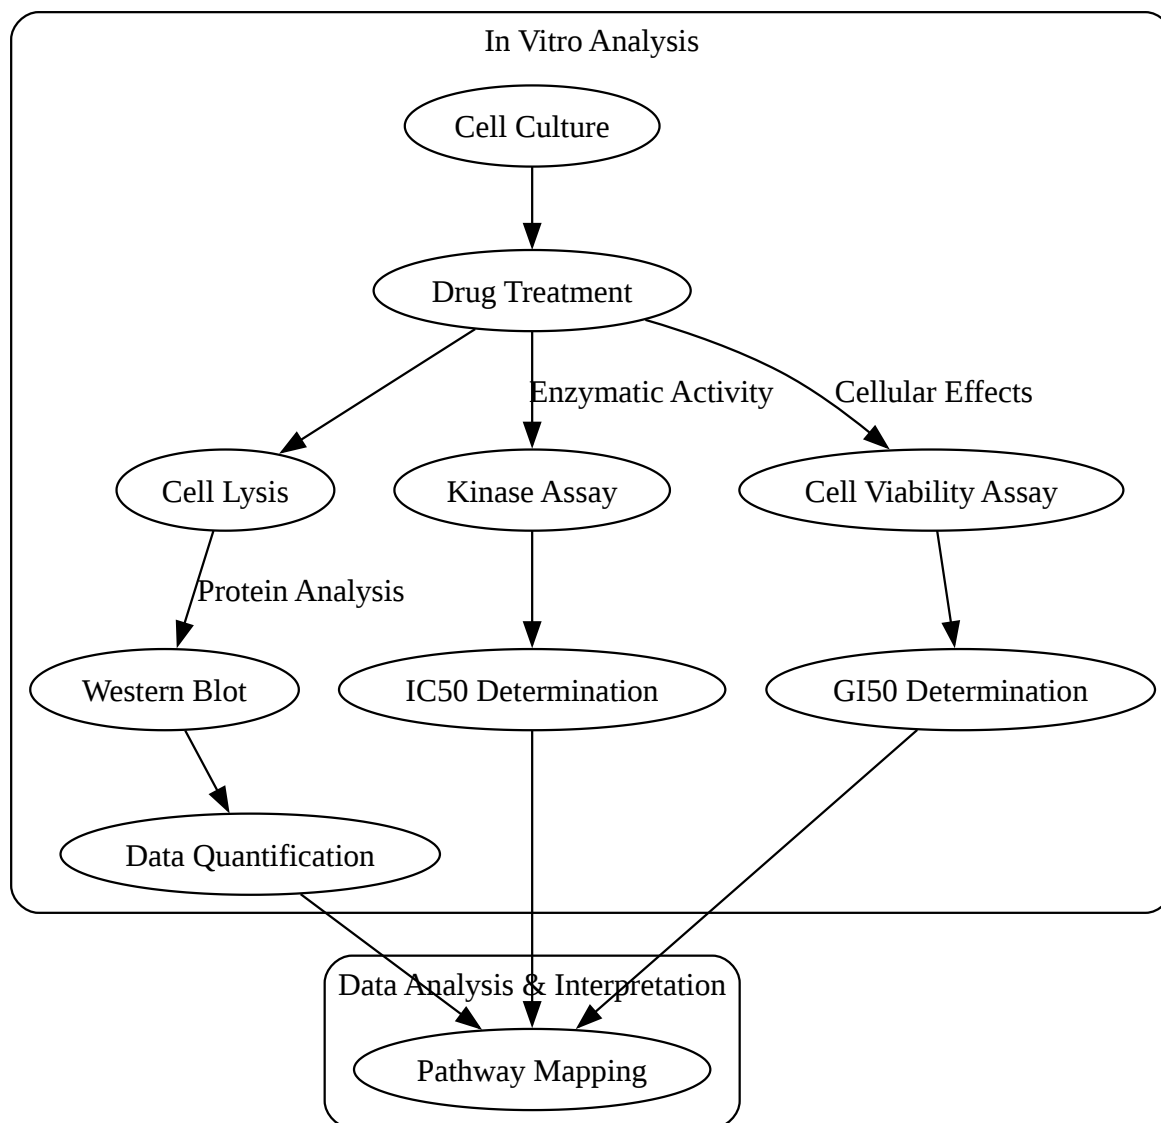 In Vitro Analysis
Cell Culture
Drug Treatment
Enzymatic Activity
Cellular Effects
Cell Lysis
Kinase Assay
Cell Viability Assay
Protein Analysis
Western Blot
IC50 Determination
GI50 Determination
Data Quantification
Data Analysis & Interpretation
Pathway Mapping